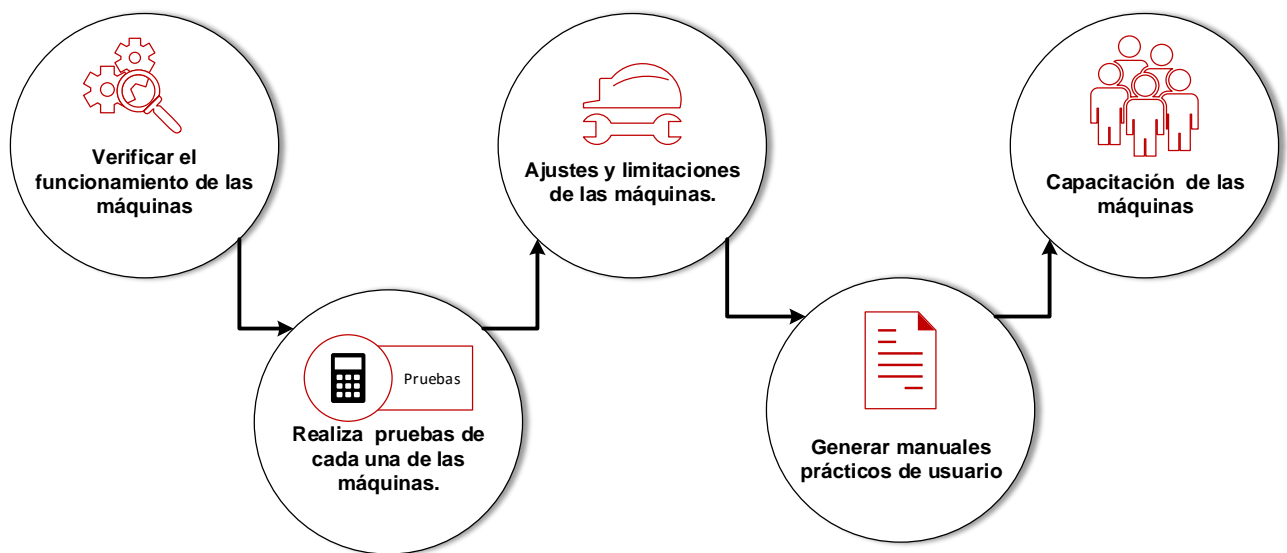 Verificar el
funcionamiento de las
máquinas
Pruebas
Realiza pruebas de
cada una de las
máquinas.
Ajustes y limitaciones
de las máquinas.
Generar manuales
prácticos de usuario
Capacitación de las
máquinas